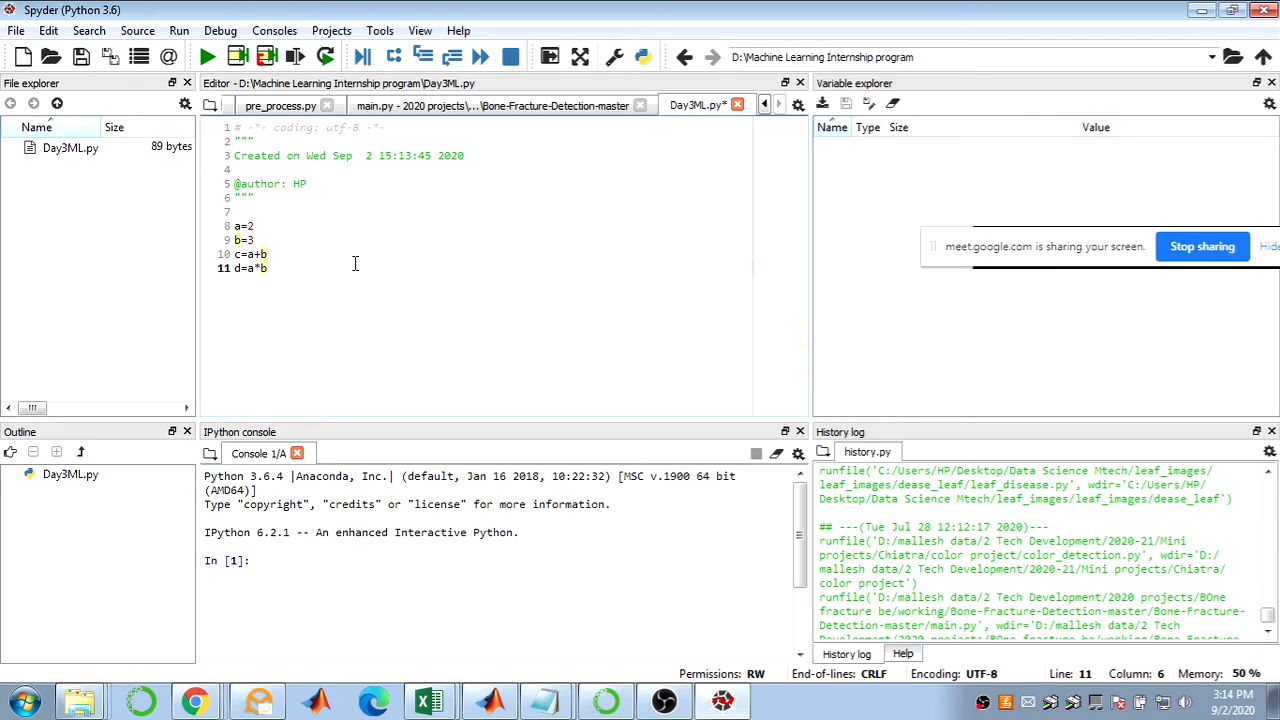 Spyder (Python 3.6)
File Edit Search Source Run Debug Consoles Projects Tools View Help
D:\Machine Learning Internship program
File explorer
Name Size
Day3ML.py 89 bytes
Editor - D:\Machine Learning Internship program\Day3ML.py
pre_process.py main.py - 2020 projects\,...\Bone-Fracture-Detection-master Day3ML.py*
1 # -*- coding: utf-8 -*-
2 """
3 Created on Wed Sep  2 15:13:45 2020
4
5 @author: HP
6 """
7
8 a=2
9 b=3
10 c=a+b
11 d=a*b
Variable explorer
Name Type Size Value
meet.google.com is sharing your screen. Stop sharing Hide
Outline
Day3ML.py
IPython console
Console 1/A
Python 3.6.4 |Anaconda, Inc.| (default, Jan 16 2018, 10:22:32) [MSC v.1900 64 bit
(AMD64)]
Type "copyright", "credits" or "license" for more information.
IPython 6.2.1 -- An enhanced Interactive Python.
In [1]:
History log
history.py
runfile('C:/Users/HP/Desktop/Data Science Mtech/leaf_images/
leaf_images/dease_leaf/leaf_disease.py', wdir='C:/Users/HP/
Desktop/Data Science Mtech/leaf_images/leaf_images/dease_leaf')
## ---(Tue Jul 28 12:12:17 2020)---
runfile('D:/mallesh data/2 Tech Development/2020-21/Mini
projects/Chiatra/color project/color_detection.py', wdir='D:/
mallesh data/2 Tech Development/2020-21/Mini projects/Chiatra/
color project')
runfile('D:/mallesh data/2 Tech Development/2020 projects/BOne
fracture be/working/Bone-Fracture-Detection-master/Bone-Fracture-
Detection-master/main.py', wdir='D:/mallesh data/2 Tech
Development/2020 projects/BOne fracture be/working/Bone Fracture
History log Help
Permissions: RW End-of-lines: CRLF Encoding: UTF-8 Line: 11 Column: 6 Memory: 50 %
3:14 PM
9/2/2020